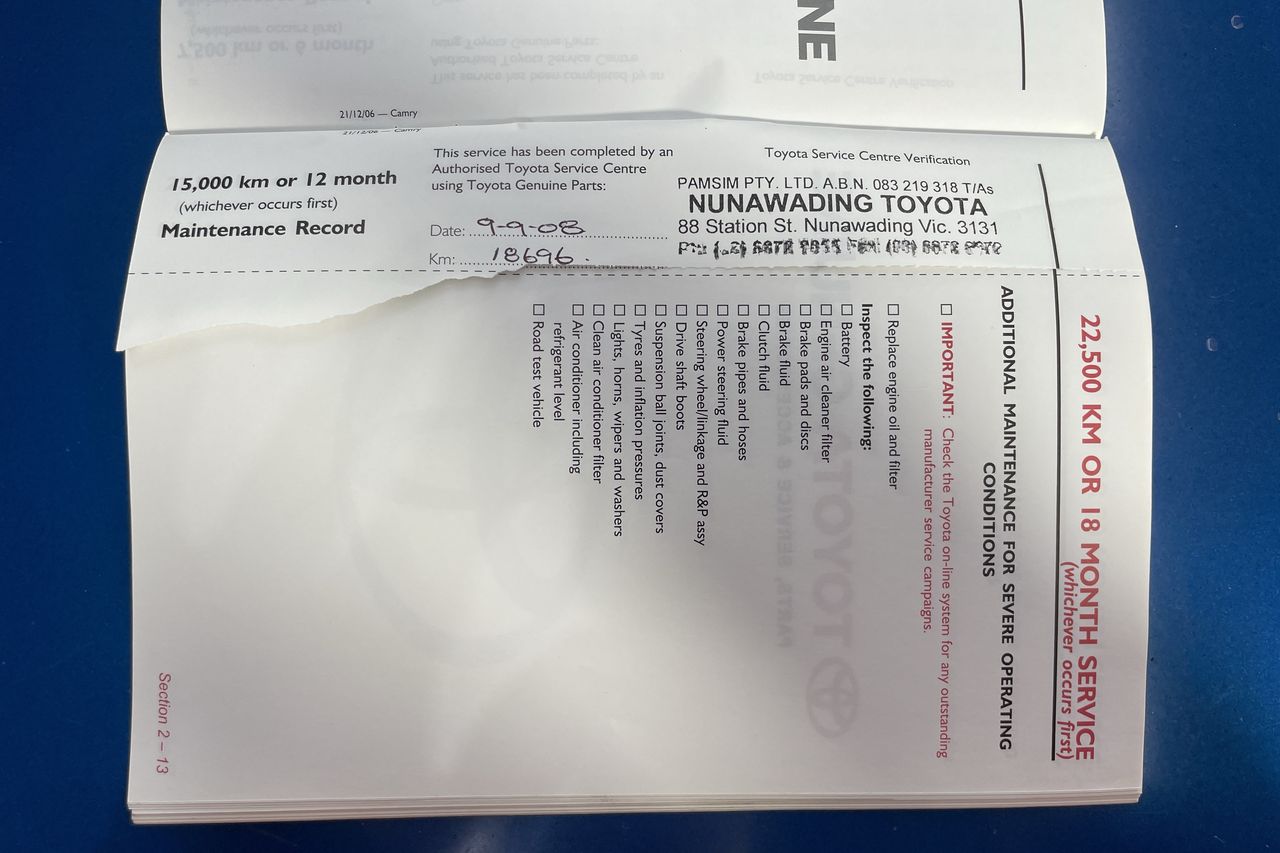 NE
21/12/06 — Camry
21/12/06 — Camry
15,000 km or 12 month
(whichever occurs first)
Maintenance Record
This service has been completed by an
Authorised Toyota Service Centre
using Toyota Genuine Parts:
Date: 9-9-08
Km: 18696.
Toyota Service Centre Verification
PAMSIM PTY. LTD. A.B.N. 083 219 318 T/As
NUNAWADING TOYOTA
88 Station St. Nunawading Vic. 3131
22,500 KM OR 18 MONTH SERVICE
(whichever occurs first)
ADDITIONAL MAINTENANCE FOR SEVERE OPERATING
CONDITIONS
☐ IMPORTANT: Check the Toyota on-line system for any outstanding
manufacturer service campaigns.
☐ Replace engine oil and filter
Inspect the following:
☐ Battery
☐ Engine air cleaner filter
☐ Brake pads and discs
☐ Brake fluid
☐ Clutch fluid
☐ Brake pipes and hoses
☐ Power steering fluid
☐ Steering wheel/linkage and R&P assy
☐ Drive shaft boots
☐ Suspension ball joints, dust covers
☐ Tyres and inflation pressures
☐ Lights, horns, wipers and washers
☐ Clean air conditioner filter
☐ Air conditioner including
refrigerant level
☐ Road test vehicle
Section 2 – 13